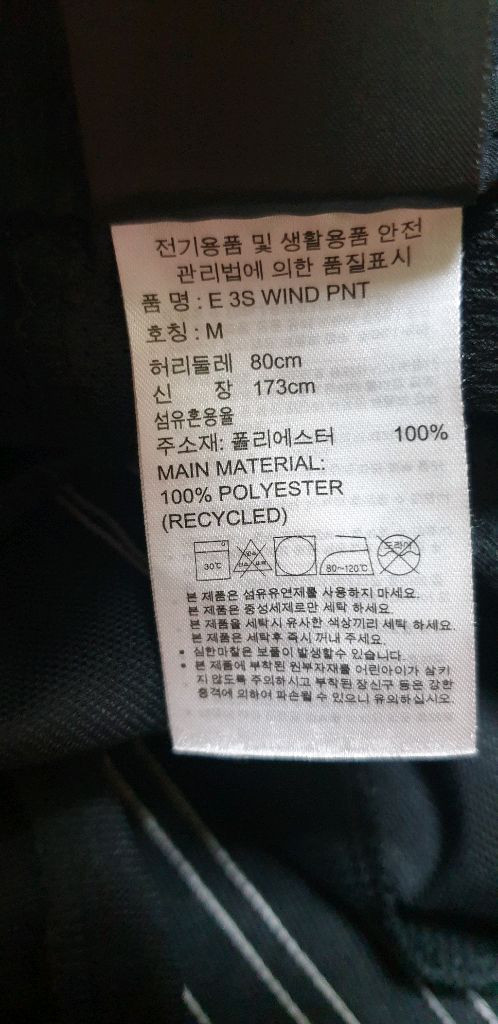 전기용품 및 생활용품 안전
관리법에 의한 품질표시
품 명 : E 3S WIND PNT
호칭 : M
허리둘레 80cm
신 장 173cm
섬유혼용율
주소재: 폴리에스터 100%
MAIN MATERIAL:
100% POLYESTER
(RECYCLED)
30℃ 80~120℃ 드라이
본 제품은 섬유유연제를 사용하지 마세요.
본 제품은 중성세제로만 세탁 하세요.
본 제품을 세탁시 유사한 색상끼리 세탁 하세요.
본 제품은 세탁후 즉시 꺼내 주세요.
• 심한마찰은 보풀이 발생할수 있습니다.
• 본 제품에 부착된 원부자재를 어린아이가 삼키
지 않도록 주의하시고 부착된 장신구 등은 강한
충격에 의하여 파손될 수 있으니 유의하십시오.